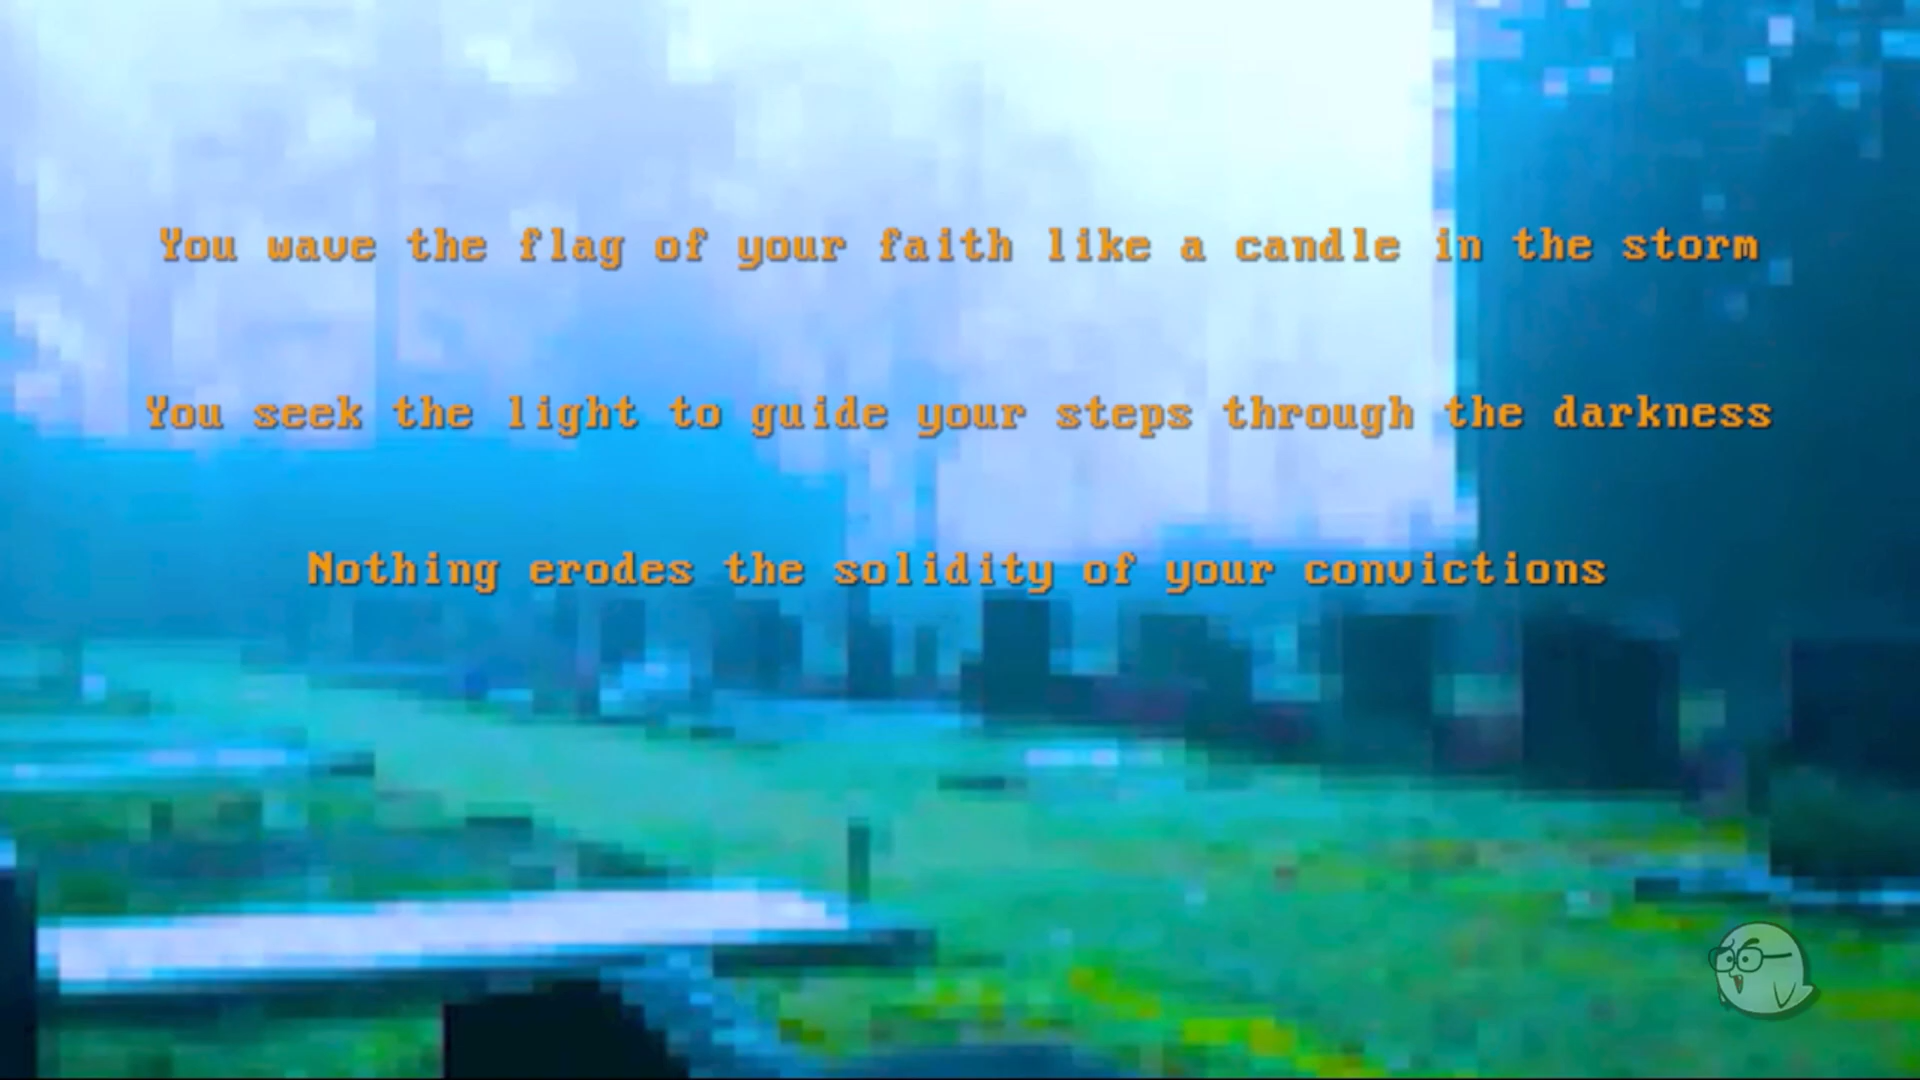 You wave the flag of your faith like a candle in the storm
You seek the light to guide your steps through the darkness
Nothing erodes the solidity of your convictions